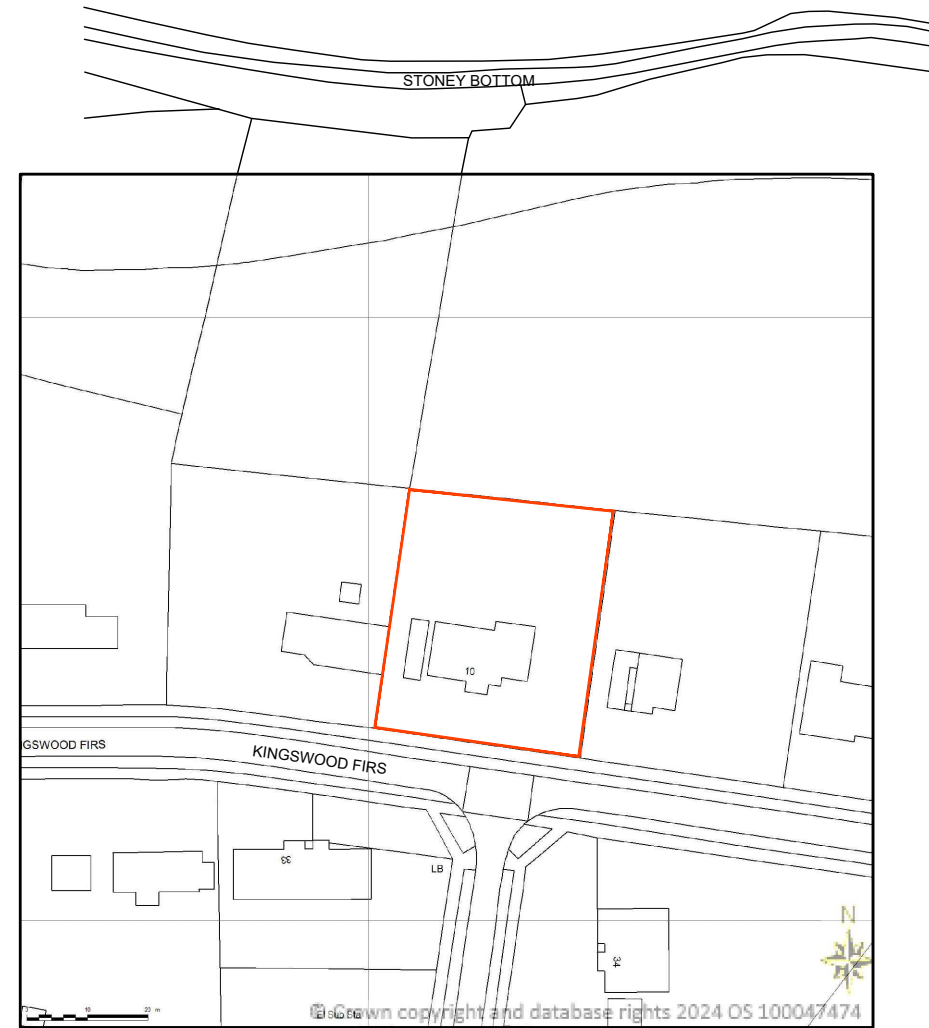 STONEY BOTTOM
10
GSWOOD FIRS
KINGSWOOD FIRS
33
LB
34
N
0 10 20 m
El Sub Sta
© Crown copyright and database rights 2024 OS 100047474